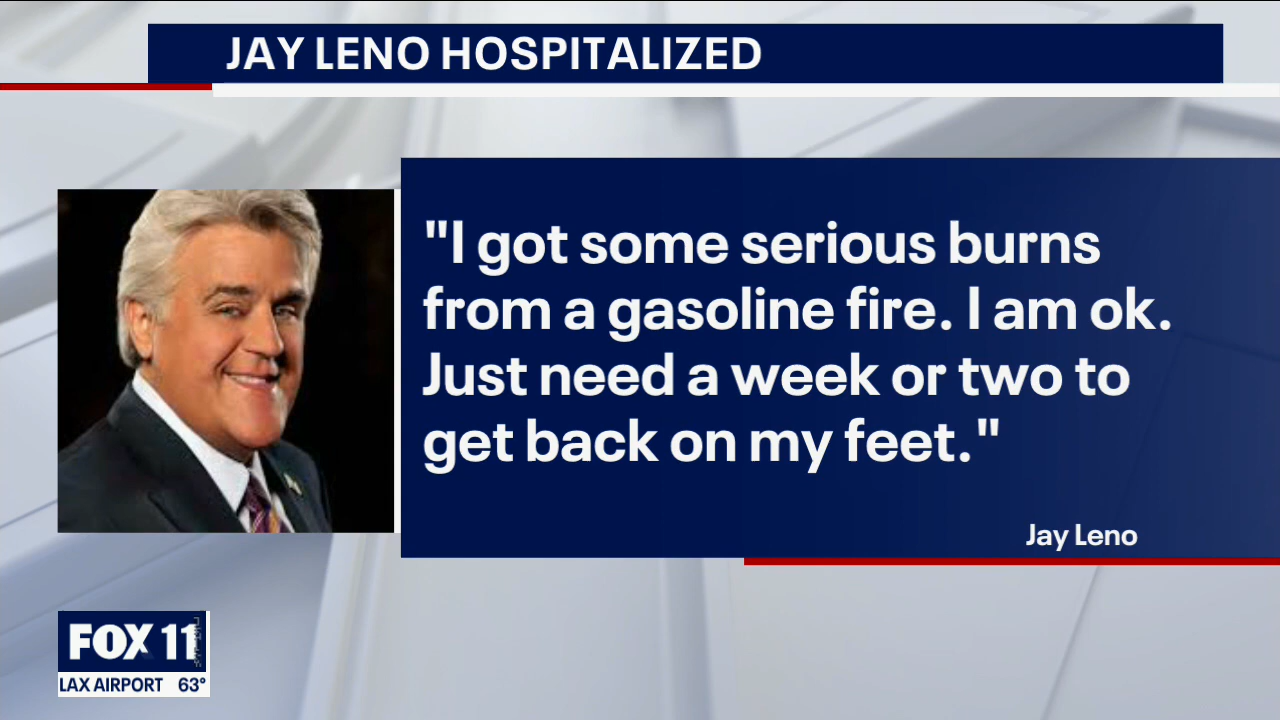 JAY LENO HOSPITALIZED
"I got some serious burns
from a gasoline fire. I am ok.
Just need a week or two to
get back on my feet."
Jay Leno
FOX 11
LAX AIRPORT 63°